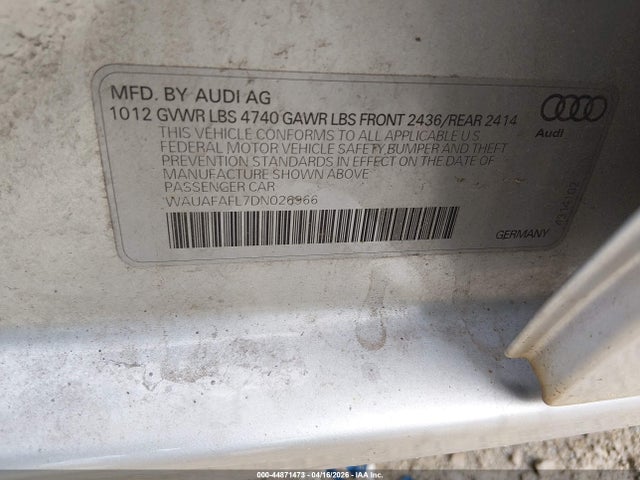 MFD. BY AUDI AG
1012 GVWR LBS 4740 GAWR LBS FRONT 2436/REAR 2414
THIS VEHICLE CONFORMS TO ALL APPLICABLE U.S.
FEDERAL MOTOR VEHICLE SAFETY,BUMPER AND THEFT
PREVENTION STANDARDS IN EFFECT ON THE DATE OF
MANUFACTURE SHOWN ABOVE
PASSENGER CAR
WAUAFAFL7DN026966
Audi
GERMANY
000-44871473 - 04/16/2026 - IAAI.com